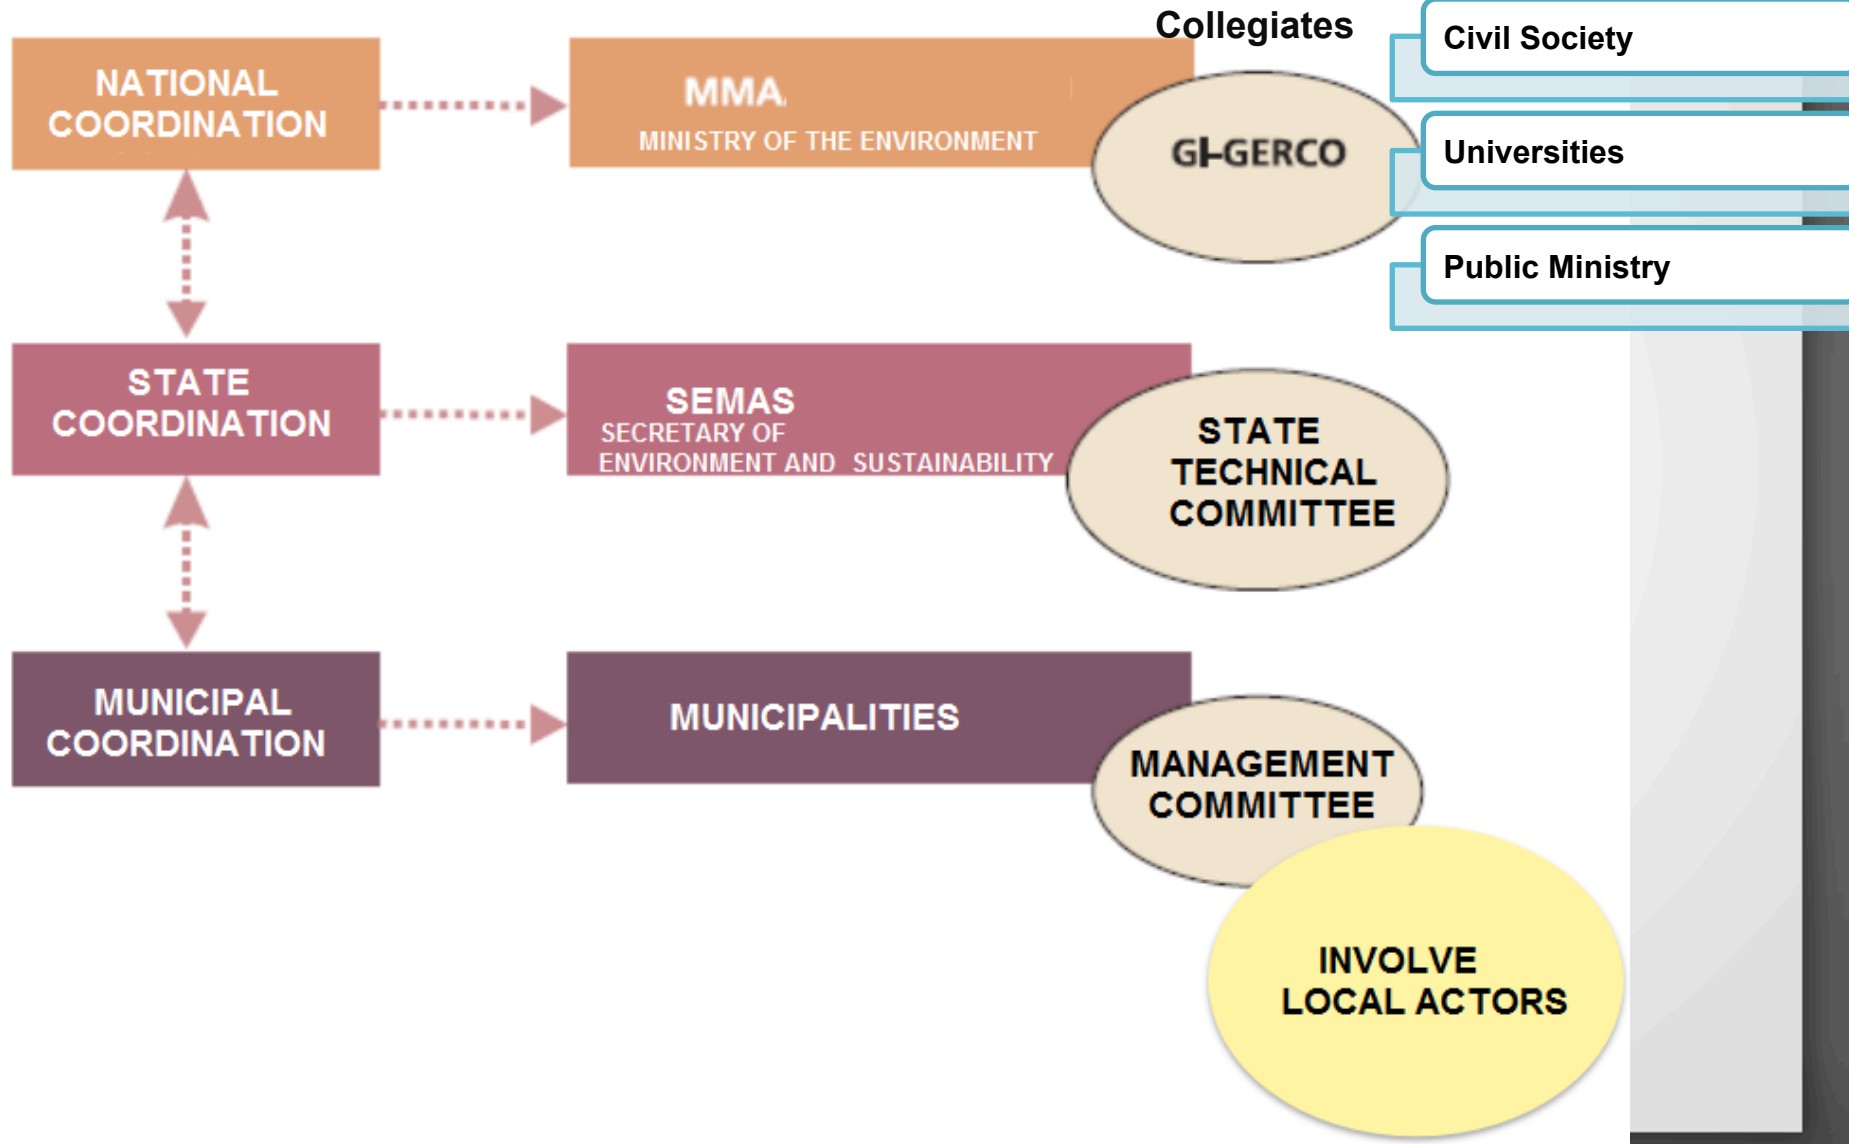 Collegiates
Civil Society
NATIONAL
COORDINATION
MMA
MINISTRY OF THE ENVIRONMENT
GI-GERCO
Universities
Public Ministry
STATE
COORDINATION
SEMAS
SECRETARY OF
ENVIRONMENT AND SUSTAINABILITY
STATE
TECHNICAL
COMMITTEE
MUNICIPAL
COORDINATION
MUNICIPALITIES
MANAGEMENT
COMMITTEE
INVOLVE
LOCAL ACTORS